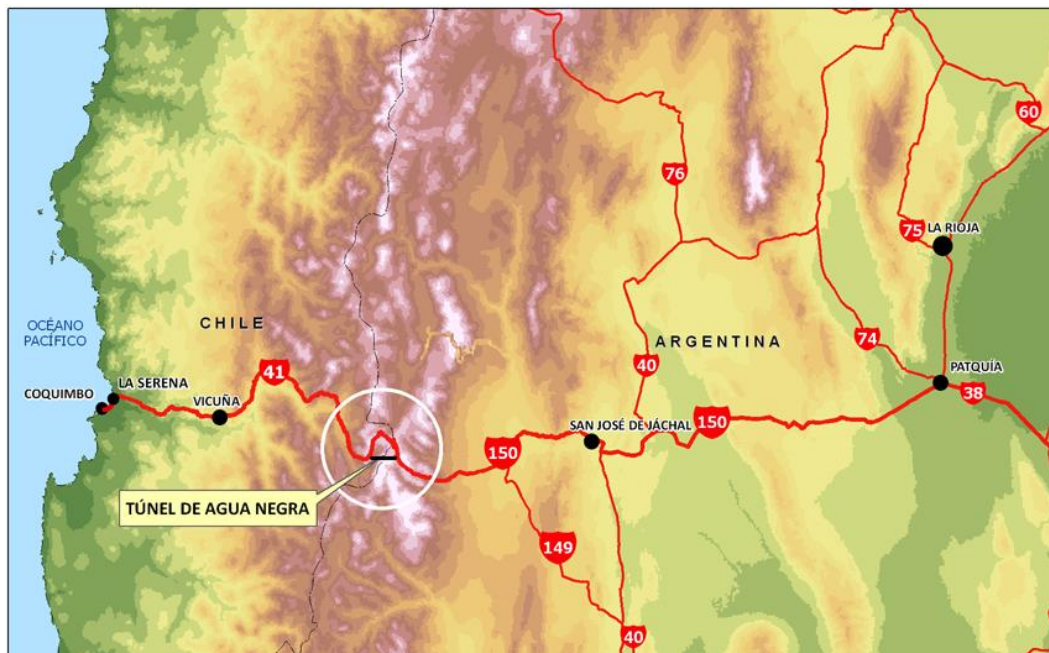 60
76
75
LA RIOJA
OCÉANO
PACÍFICO
CHILE
ARGENTINA
74
40
41
PATQUÍA
38
LA SERENA
COQUIMBO
VICUÑA
SAN JOSÉ DE JÁCHAL
150
150
TÚNEL DE AGUA NEGRA
149
40